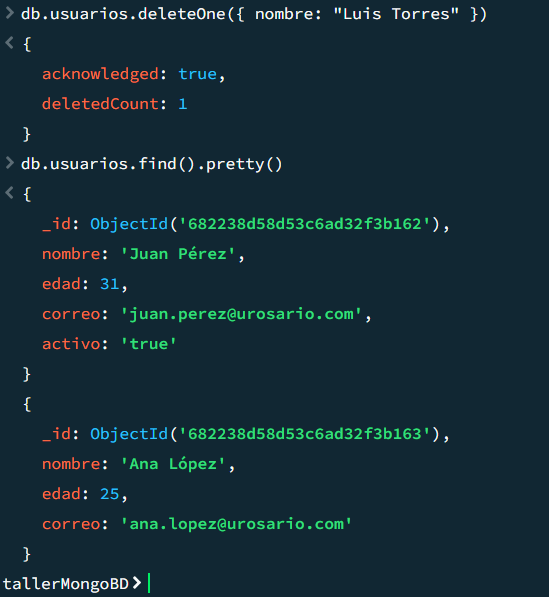 > db.usuarios.deleteOne({ nombre: "Luis Torres" })
< {
acknowledged: true,
deletedCount: 1
}
> db.usuarios.find().pretty()
< {
_id: ObjectId('682238d58d53c6ad32f3b162'),
nombre: 'Juan Pérez',
edad: 31,
correo: 'juan.perez@urosario.com',
activo: 'true'
}
{
_id: ObjectId('682238d58d53c6ad32f3b163'),
nombre: 'Ana López',
edad: 25,
correo: 'ana.lopez@urosario.com'
}
tallerMongoBD>